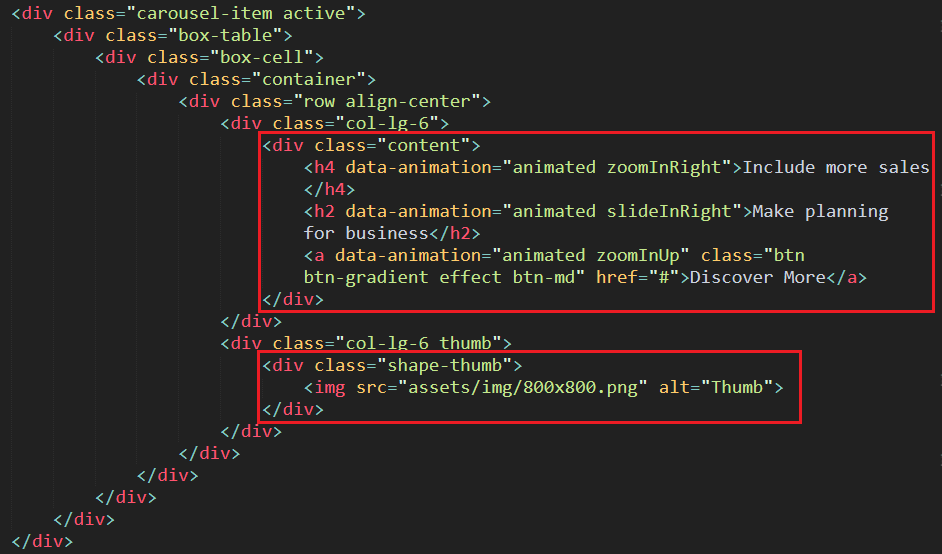 <div class="carousel-item active">
<div class="box-table">
<div class="box-cell">
<div class="container">
<div class="row align-center">
<div class="col-lg-6">
<div class="content">
<h4 data-animation="animated zoomInRight">Include more sales
</h4>
<h2 data-animation="animated slideInRight">Make planning
for business</h2>
<a data-animation="animated zoomInUp" class="btn
btn-gradient effect btn-md" href="#">Discover More</a>
</div>
</div>
<div class="col-lg-6 thumb">
<div class="shape-thumb">
<img src="assets/img/800x800.png" alt="Thumb">
</div>
</div>
</div>
</div>
</div>
</div>
</div>